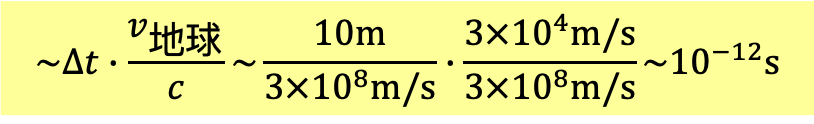 ~Δt · v地球/c ~ 10m/3×10⁸m/s · 3×10⁴m/s/3×10⁸m/s ~10⁻¹²s